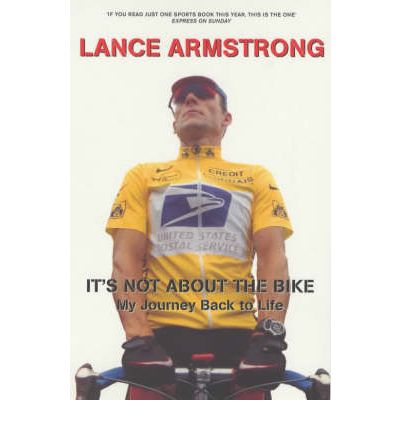 'IF YOU READ JUST ONE SPORTS BOOK THIS YEAR, THIS IS THE ONE'
EXPRESS ON SUNDAY
LANCE ARMSTRONG
CREDIT
UNITED STATES
POSTAL SERVICE
IT'S NOT ABOUT THE BIKE
My Journey Back to Life